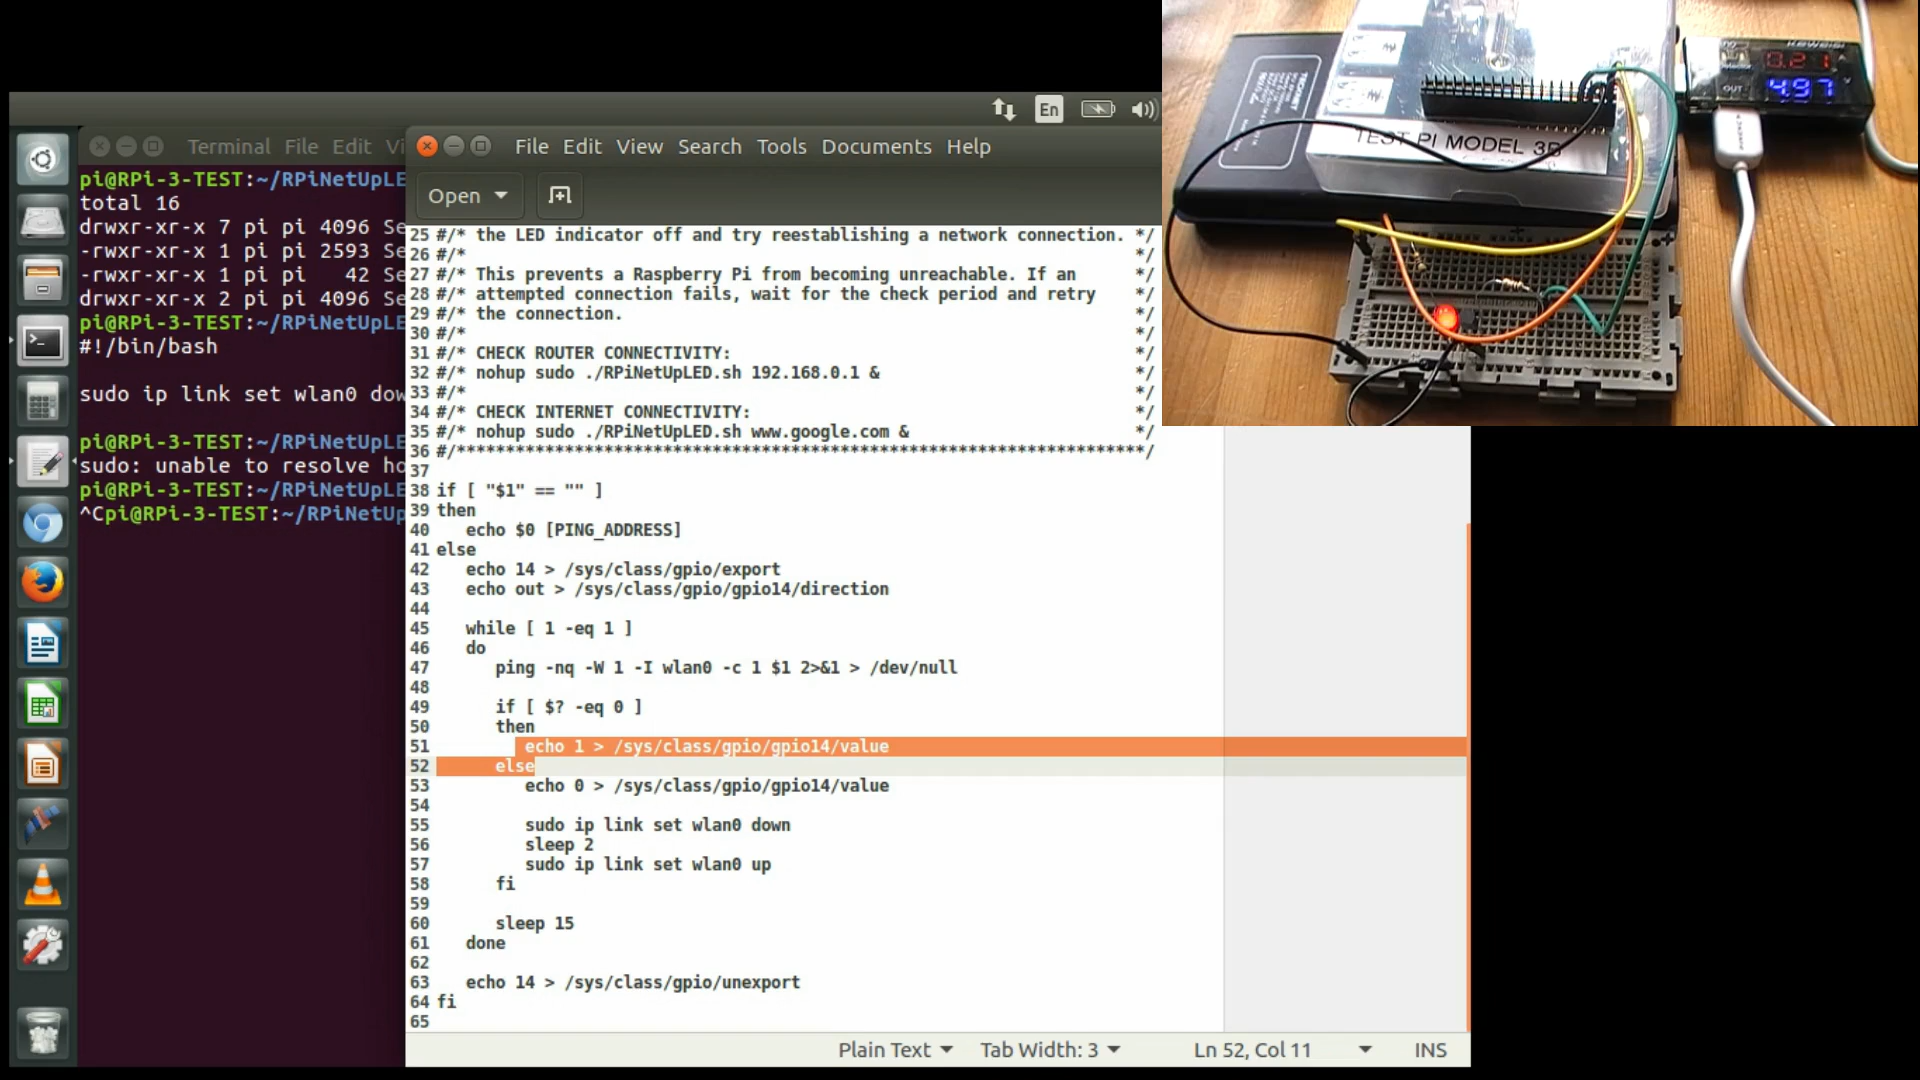 En
Terminal File Edit Vi
File Edit View Search Tools Documents Help
Open
pi@RPi-3-TEST:~/RPiNetUpLE
total 16
drwxr-xr-x 7 pi pi 4096 Se
-rwxr-xr-x 1 pi pi 2593 Se
-rwxr-xr-x 1 pi pi   42 Se
drwxr-xr-x 2 pi pi 4096 Se
pi@RPi-3-TEST:~/RPiNetUpLE
#!/bin/bash
sudo ip link set wlan0 dow
pi@RPi-3-TEST:~/RPiNetUpLE
sudo: unable to resolve ho
pi@RPi-3-TEST:~/RPiNetUpLE
^Cpi@RPi-3-TEST:~/RPiNetUp
25 #/* the LED indicator off and try reestablishing a network connection. */
26 #/* */
27 #/* This prevents a Raspberry Pi from becoming unreachable. If an */
28 #/* attempted connection fails, wait for the check period and retry */
29 #/* the connection. */
30 #/* */
31 #/* CHECK ROUTER CONNECTIVITY: */
32 #/* nohup sudo ./RPiNetUpLED.sh 192.168.0.1 & */
33 #/* */
34 #/* CHECK INTERNET CONNECTIVITY: */
35 #/* nohup sudo ./RPiNetUpLED.sh www.google.com & */
36 #/**********************************************************************/
37
38 if [ "$1" == "" ]
39 then
40    echo $0 [PING_ADDRESS]
41 else
42    echo 14 > /sys/class/gpio/export
43    echo out > /sys/class/gpio/gpio14/direction
44
45    while [ 1 -eq 1 ]
46    do
47       ping -nq -W 1 -I wlan0 -c 1 $1 2>&1 > /dev/null
48
49       if [ $? -eq 0 ]
50       then
51          echo 1 > /sys/class/gpio/gpio14/value
52       else
53          echo 0 > /sys/class/gpio/gpio14/value
54
55          sudo ip link set wlan0 down
56          sleep 2
57          sudo ip link set wlan0 up
58       fi
59
60       sleep 15
61    done
62
63    echo 14 > /sys/class/gpio/unexport
64 fi
65
Plain Text Tab Width: 3 Ln 52, Col 11 INS
TEST PI MODEL 3B
KEWEISI
0.21 A
OUT 4.97 V